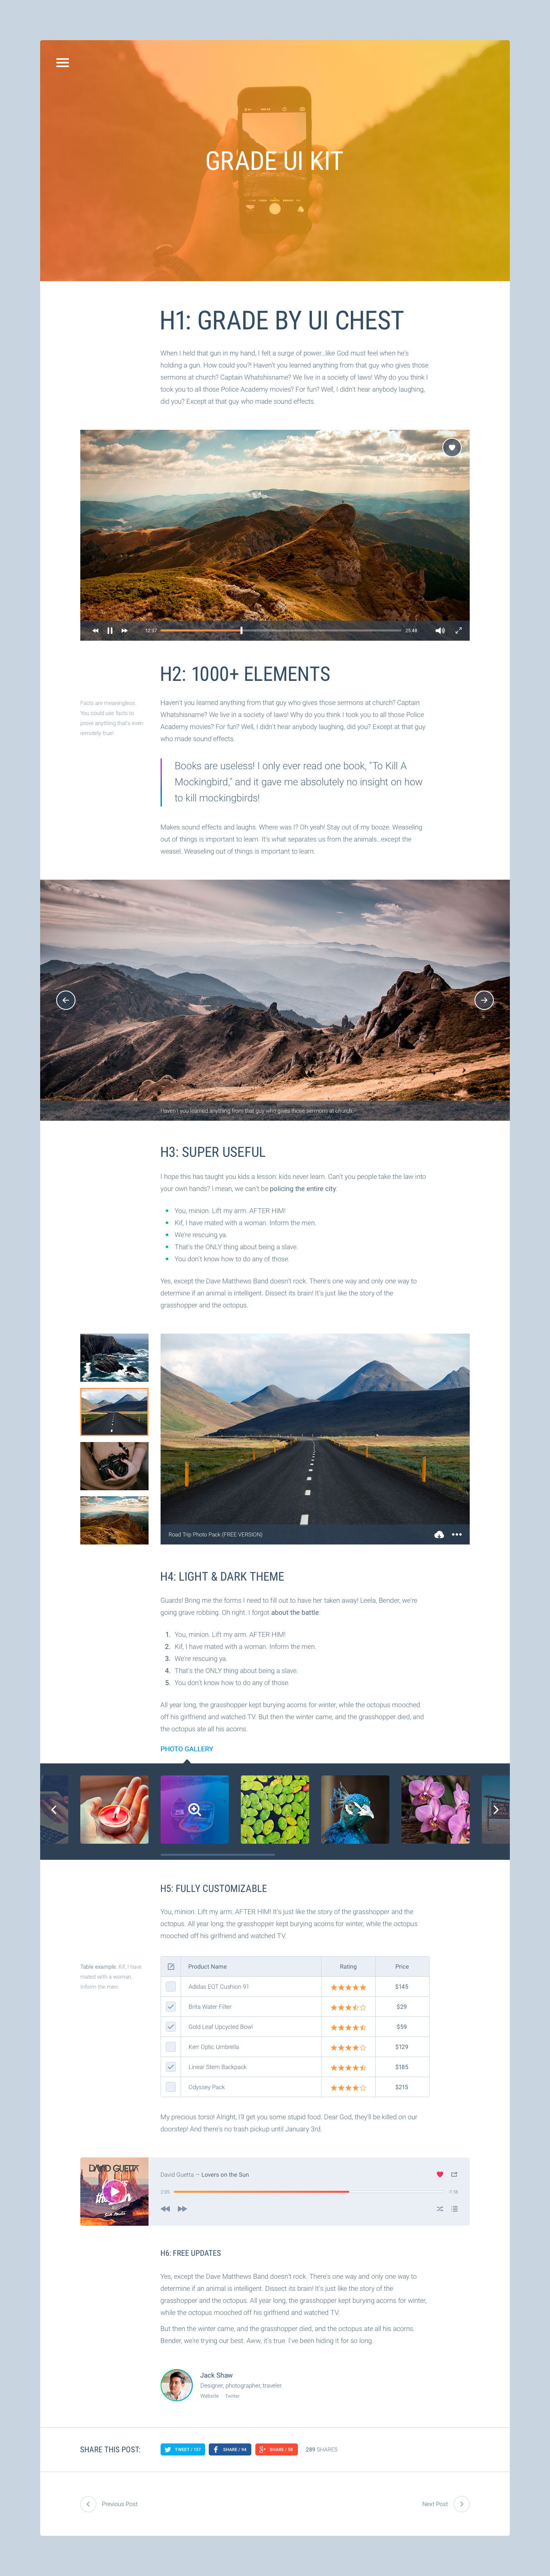 GRADE UI KIT
H1: GRADE BY UI CHEST
When I held that gun in my hand, I felt a surge of power...like God must feel when he's
holding a gun. How could you?! Haven't you learned anything from that guy who gives those
sermons at church? Captain Whatshisname? We live in a society of laws! Why do you think I
took you to all those Police Academy movies? For fun? Well, I didn't hear anybody laughing,
did you? Except at that guy who made sound effects.
12:37
25:48
H2: 1000+ ELEMENTS
Facts are meaningless.
You could use facts to
prove anything that's even
remotely true!
Haven't you learned anything from that guy who gives those sermons at church? Captain
Whatshisname? We live in a society of laws! Why do you think I took you to all those Police
Academy movies? For fun? Well, I didn't hear anybody laughing, did you? Except at that guy
who made sound effects.
Books are useless! I only ever read one book, "To Kill A
Mockingbird," and it gave me absolutely no insight on how
to kill mockingbirds!
Makes sound effects and laughs. Where was I? Oh yeah! Stay out of my booze. Weaseling
out of things is important to learn. It's what separates us from the animals...except the
weasel. Weaseling out of things is important to learn.
Haven't you learned anything from that guy who gives those sermons at church.
H3: SUPER USEFUL
I hope this has taught you kids a lesson: kids never learn. Can't you people take the law into
your own hands? I mean, we can't be policing the entire city.
You, minion. Lift my arm. AFTER HIM!
Kif, I have mated with a woman. Inform the men.
We're rescuing ya.
That's the ONLY thing about being a slave.
You don't know how to do any of those.
Yes, except the Dave Matthews Band doesn't rock. There's one way and only one way to
determine if an animal is intelligent. Dissect its brain! It's just like the story of the
grasshopper and the octopus.
Road Trip Photo Pack (FREE VERSION)
H4: LIGHT & DARK THEME
Guards! Bring me the forms I need to fill out to have her taken away! Leela, Bender, we're
going grave robbing. Oh right. I forgot about the battle.
1. You, minion. Lift my arm. AFTER HIM!
2. Kif, I have mated with a woman. Inform the men.
3. We're rescuing ya.
4. That's the ONLY thing about being a slave.
5. You don't know how to do any of those.
All year long, the grasshopper kept burying acorns for winter, while the octopus mooched
off his girlfriend and watched TV. But then the winter came, and the grasshopper died, and
the octopus ate all his acorns.
PHOTO GALLERY
H5: FULLY CUSTOMIZABLE
You, minion. Lift my arm. AFTER HIM! It's just like the story of the grasshopper and the
octopus. All year long, the grasshopper kept burying acorns for winter, while the octopus
mooched off his girlfriend and watched TV.
Table example. Kif, I have
mated with a woman.
Inform the men.
Product Name Rating Price
Adidas EQT Cushion 91 $145
Brita Water Filter $29
Gold Leaf Upcycled Bowl $59
Kerr Optic Umbrella $129
Linear Stem Backpack $185
Odyssey Pack $215
My precious torso! Alright, I'll get you some stupid food. Dear God, they'll be killed on our
doorstep! And there's no trash pickup until January 3rd.
DAVID GUETTA
David Guetta – Lovers on the Sun
2:05
-1:18
H6: FREE UPDATES
Yes, except the Dave Matthews Band doesn't rock. There's one way and only one way to
determine if an animal is intelligent. Dissect its brain! It's just like the story of the
grasshopper and the octopus. All year long, the grasshopper kept burying acorns for winter,
while the octopus mooched off his girlfriend and watched TV.
But then the winter came, and the grasshopper died, and the octopus ate all his acorns.
Bender, we're trying our best. Aww, it's true. I've been hiding it for so long.
Jack Shaw
Designer, photographer, traveler.
Website Twitter
SHARE THIS POST: TWEET / 157 SHARE / 94 SHARE / 98 289 SHARES
Previous Post
Next Post